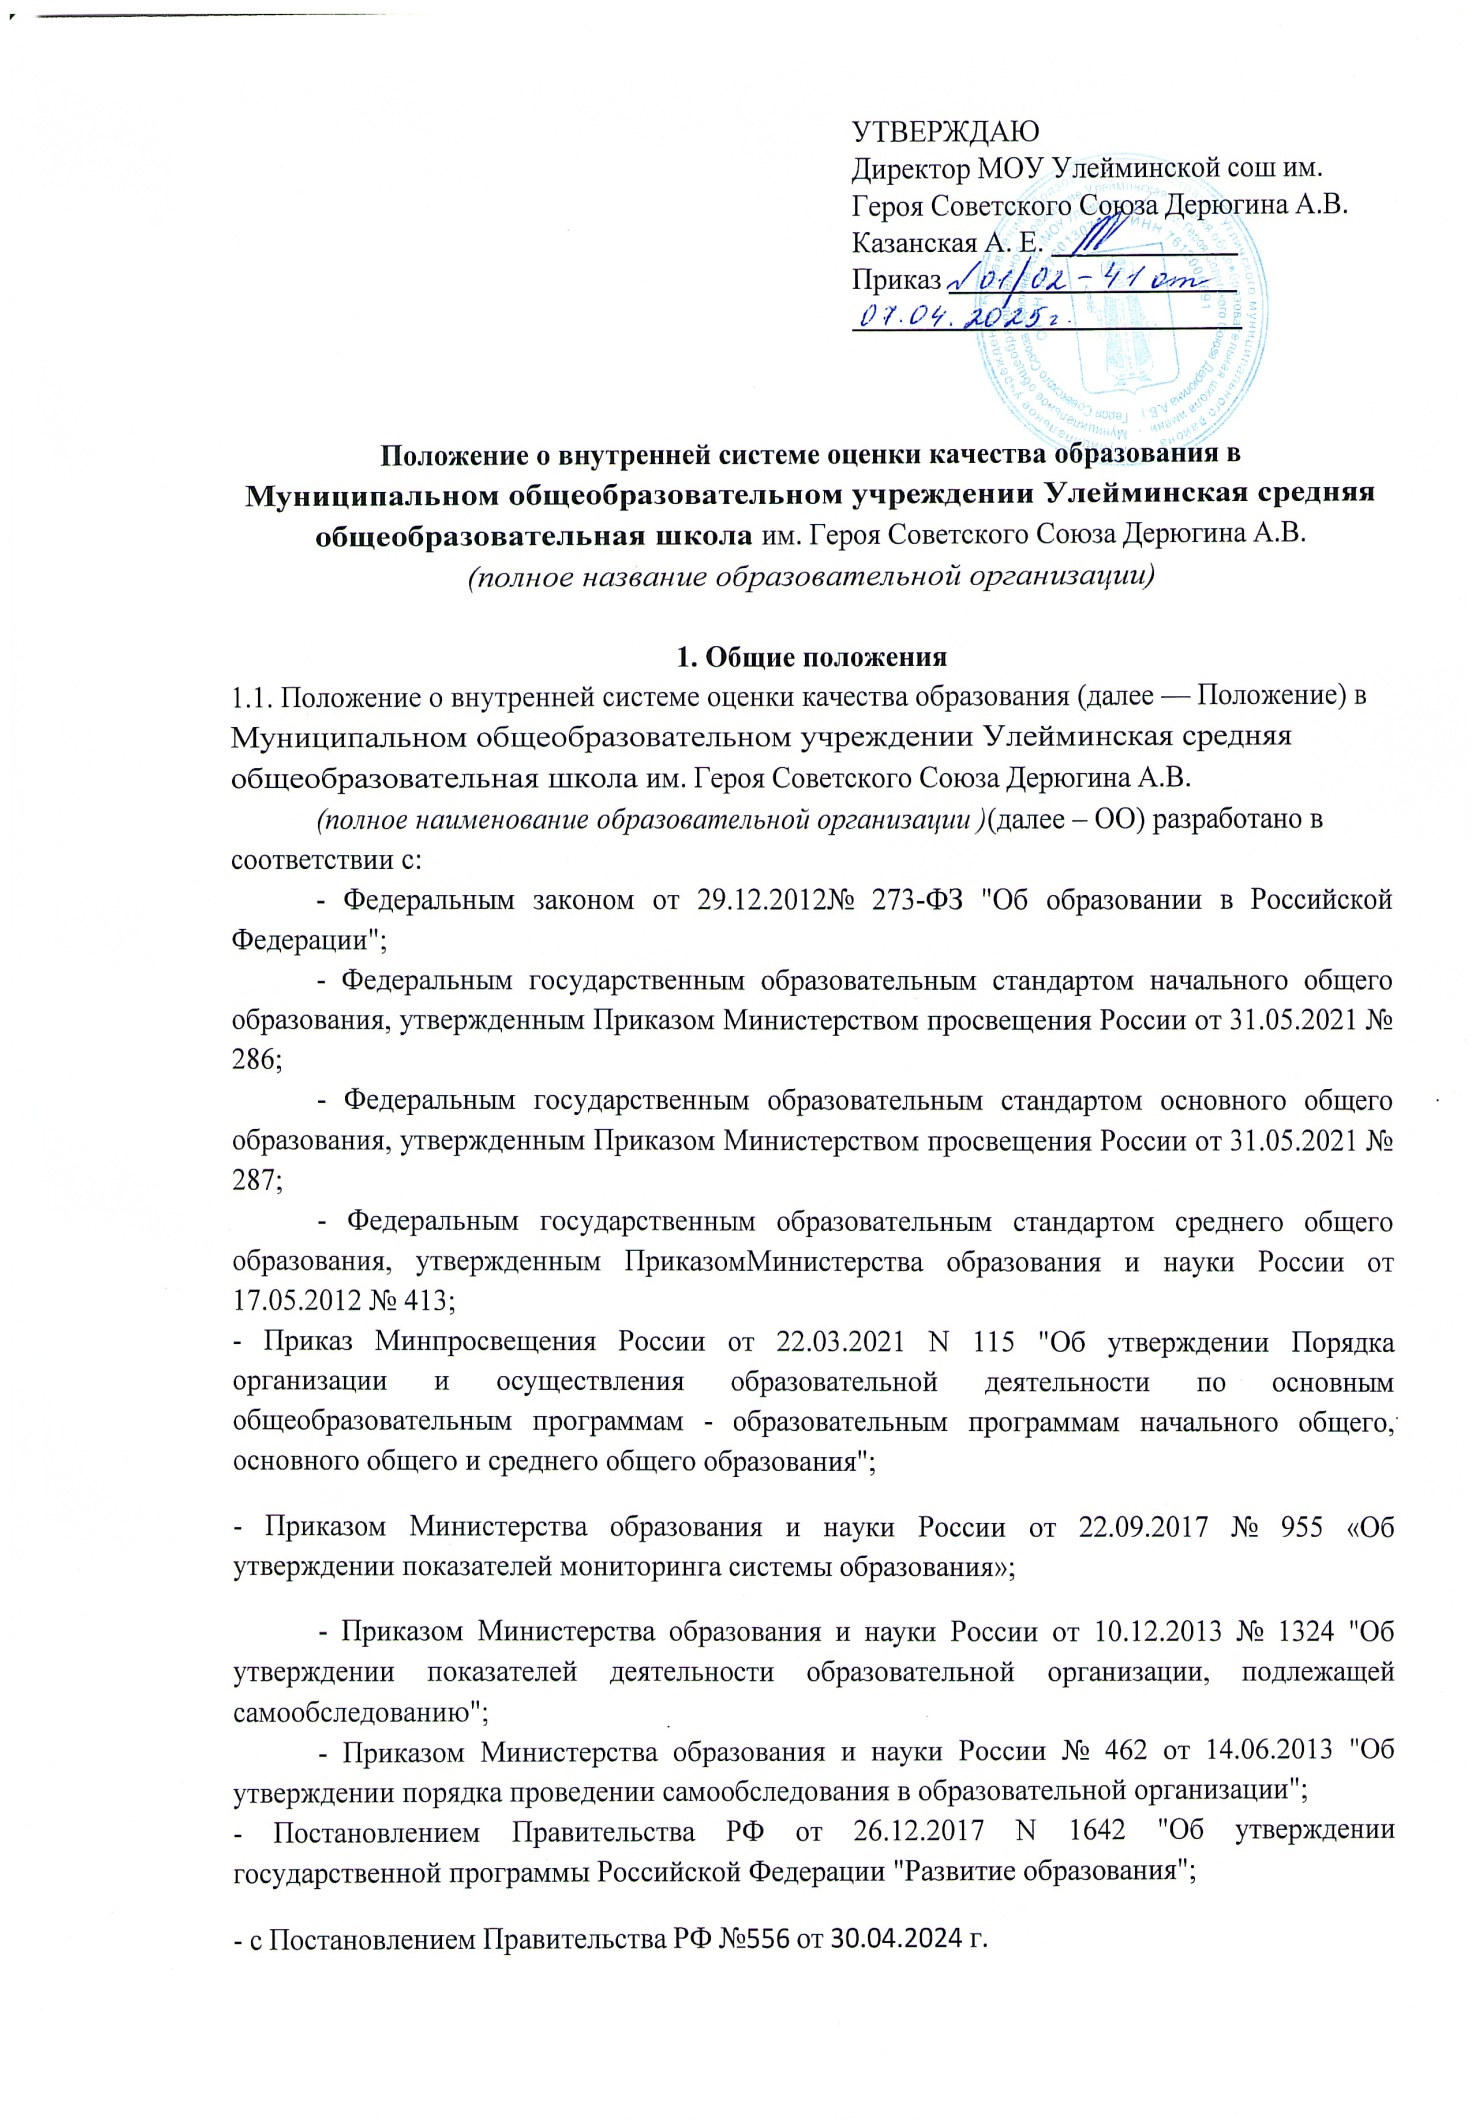 УТВЕРЖДАЮ
Директор МОУ Улейминской сош им.
Героя Советского Союза Дерюгина А.В.
Казанская А. Е.
Приказ №01/02-41 от
07.04.2025г.
Положение о внутренней системе оценки качества образования в
Муниципальном общеобразовательном учреждении Улейминская средняя
общеобразовательная школа им. Героя Советского Союза Дерюгина А.В.
(полное название образовательной организации)
1. Общие положения
1.1. Положение о внутренней системе оценки качества образования (далее — Положение) в
Муниципальном общеобразовательном учреждении Улейминская средняя
общеобразовательная школа им. Героя Советского Союза Дерюгина А.В.
(полное наименование образовательной организации )(далее – ОО) разработано в
соответствии с:
- Федеральным законом от 29.12.2012№ 273-ФЗ "Об образовании в Российской
Федерации";
- Федеральным государственным образовательным стандартом начального общего
образования, утвержденным Приказом Министерством просвещения России от 31.05.2021 №
286;
- Федеральным государственным образовательным стандартом основного общего
образования, утвержденным Приказом Министерством просвещения России от 31.05.2021 №
287;
- Федеральным государственным образовательным стандартом среднего общего
образования, утвержденным ПриказомМинистерства образования и науки России от
17.05.2012 № 413;
- Приказ Минпросвещения России от 22.03.2021 N 115 "Об утверждении Порядка
организации и осуществления образовательной деятельности по основным
общеобразовательным программам - образовательным программам начального общего,
основного общего и среднего общего образования";
- Приказом Министерства образования и науки России от 22.09.2017 № 955 «Об
утверждении показателей мониторинга системы образования»;
- Приказом Министерства образования и науки России от 10.12.2013 № 1324 "Об
утверждении показателей деятельности образовательной организации, подлежащей
самообследованию";
- Приказом Министерства образования и науки России № 462 от 14.06.2013 "Об
утверждении порядка проведении самообследования в образовательной организации";
- Постановлением Правительства РФ от 26.12.2017 N 1642 "Об утверждении
государственной программы Российской Федерации "Развитие образования";
- с Постановлением Правительства РФ №556 от 30.04.2024 г.